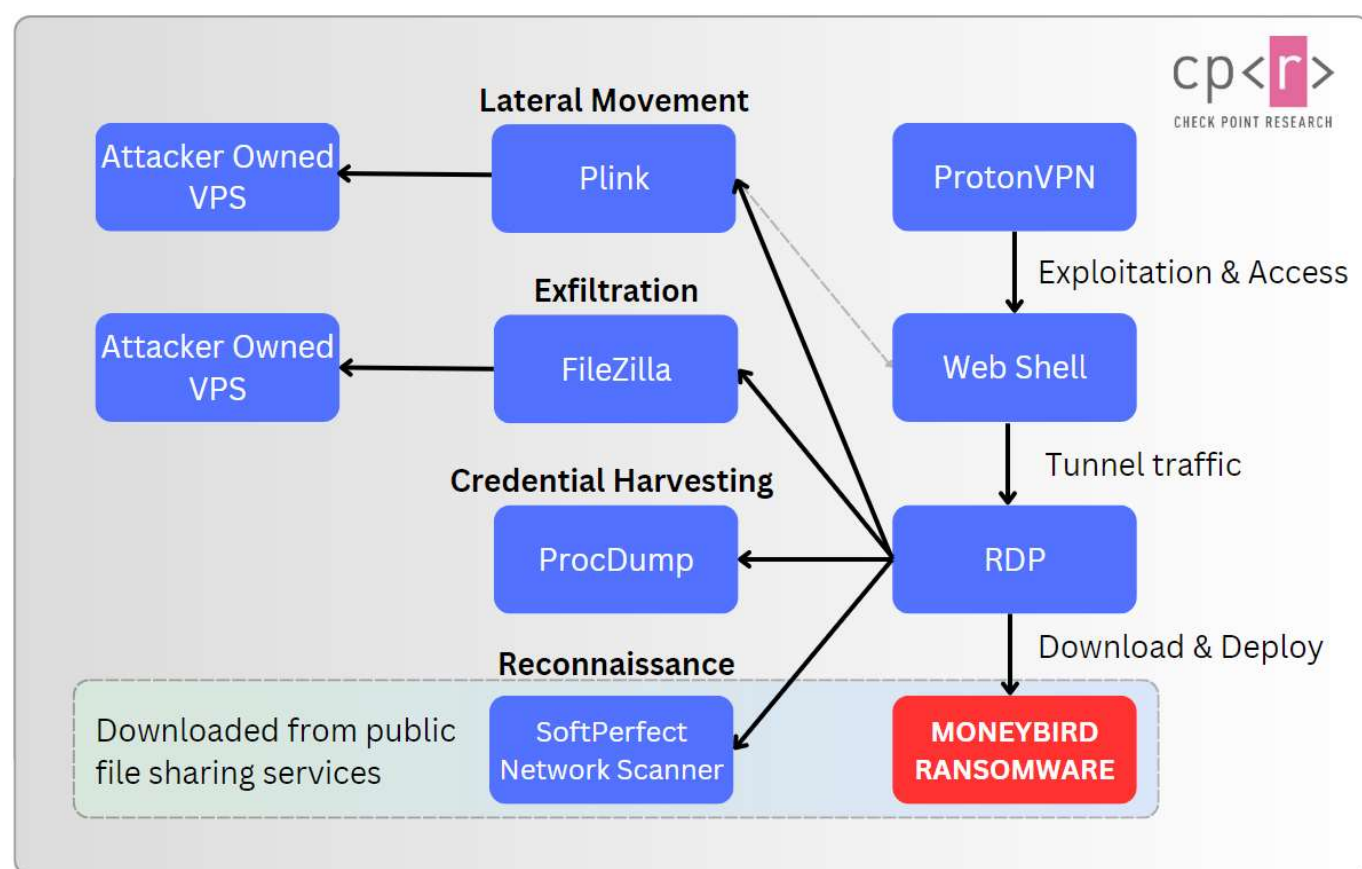 cp<r>
CHECK POINT RESEARCH
Lateral Movement
Attacker Owned
VPS
Plink
ProtonVPN
Exploitation & Access
Exfiltration
Attacker Owned
VPS
FileZilla
Web Shell
Tunnel traffic
Credential Harvesting
ProcDump
RDP
Download & Deploy
Reconnaissance
Downloaded from public
file sharing services
SoftPerfect
Network Scanner
MONEYBIRD
RANSOMWARE